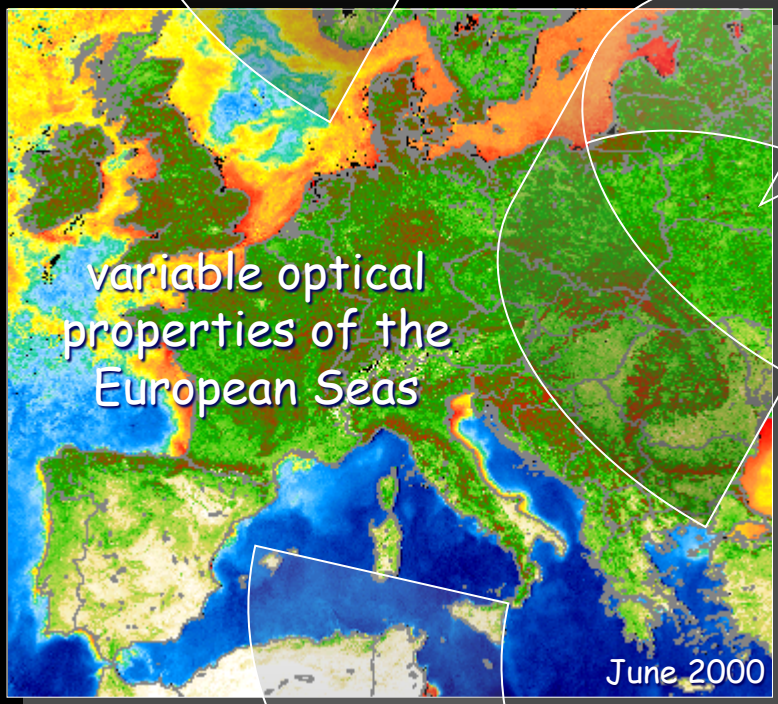 variable optical
properties of the
European Seas
June 2000